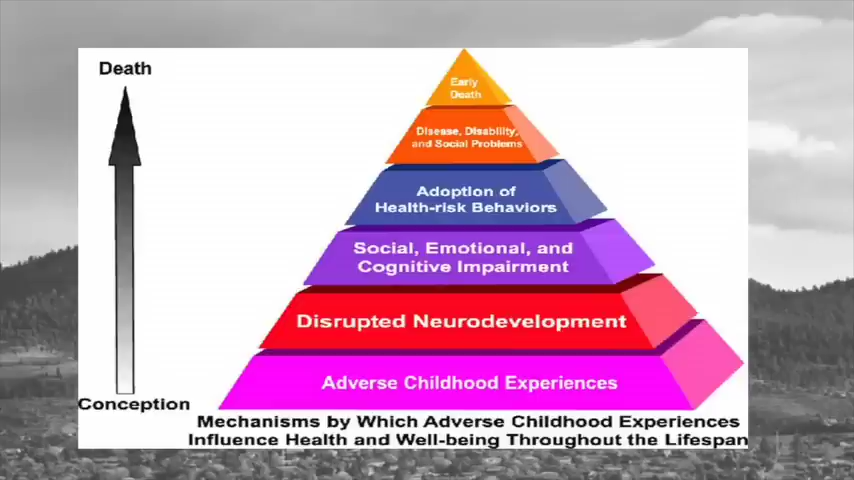 Death
Early
Death
Disease, Disability,
and Social Problems
Adoption of
Health-risk Behaviors
Social, Emotional, and
Cognitive Impairment
Disrupted Neurodevelopment
Adverse Childhood Experiences
Conception
Mechanisms by Which Adverse Childhood Experiences
Influence Health and Well-being Throughout the Lifespan